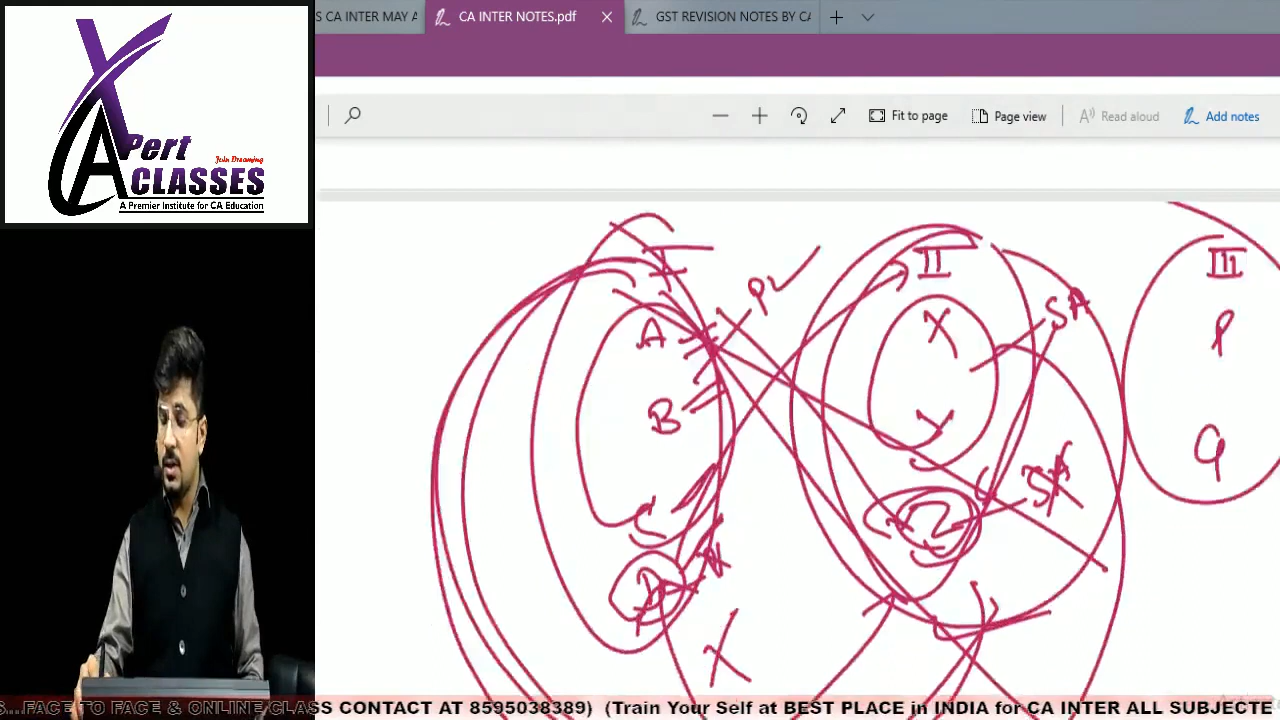 XPert
Join Dreaming
CA CLASSES
A Premier Institute for CA Education
S CA INTER MAY A
CA INTER NOTES.pdf
GST REVISION NOTES BY CA
Fit to page
Page view
Read aloud
Add notes
I
II
III
A
PL
X
SA
P
B
Y
C
Z
SA
Q
D
X
S...FACE TO FACE & ONLINE CLASS CONTACT AT 8595038389) (Train Your Self at BEST PLACE in INDIA for CA INTER ALL SUBJECTE